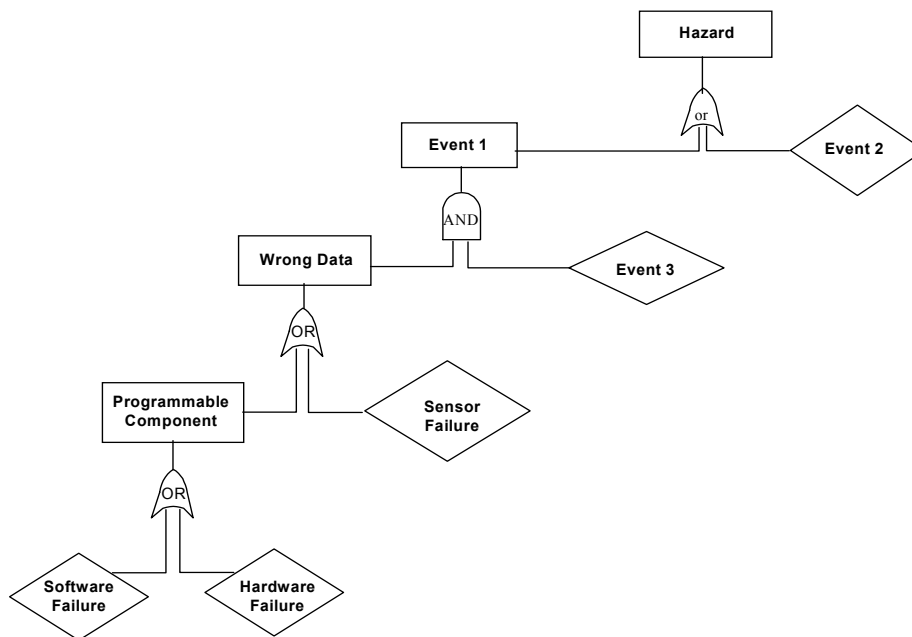 Hazard
or
Event 1
Event 2
AND
Wrong Data
Event 3
OR
Programmable
Component
Sensor
Failure
OR
Software
Failure
Hardware
Failure